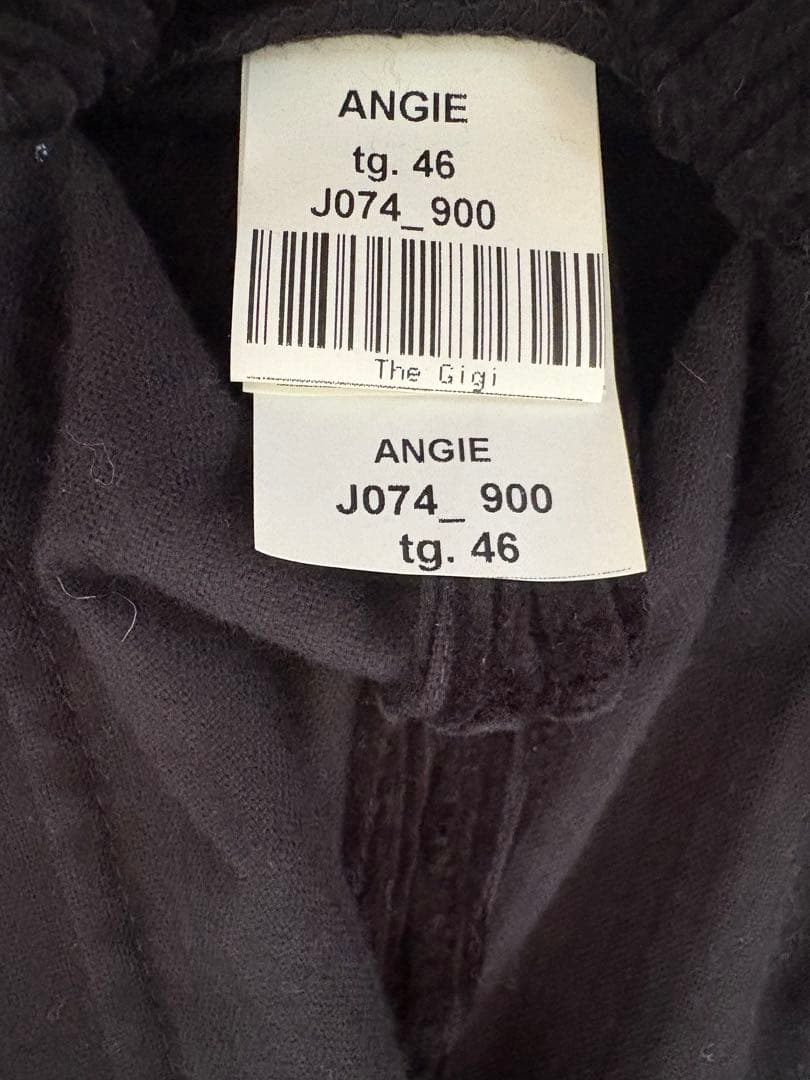 ANGIE
tg. 46
J074_900
The Gigi
ANGIE
J074_ 900
tg. 46